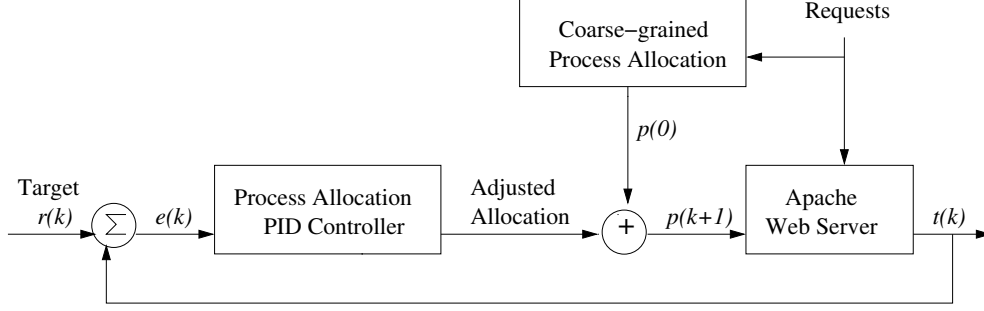 Requests
Coarse−grained
Process Allocation
p(0)
Target
r(k)
Σ
e(k)
Process Allocation
PID Controller
Adjusted
Allocation
+
p(k+1)
Apache
Web Server
t(k)